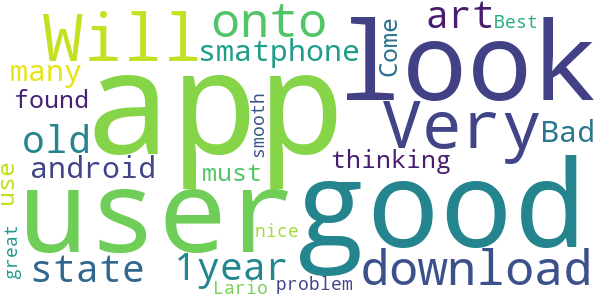 Will onto art Best
many smatphone Come look
found app Very Bad
old smooth
android must thinking
use user good
great nice
state 1year download
Lario problem